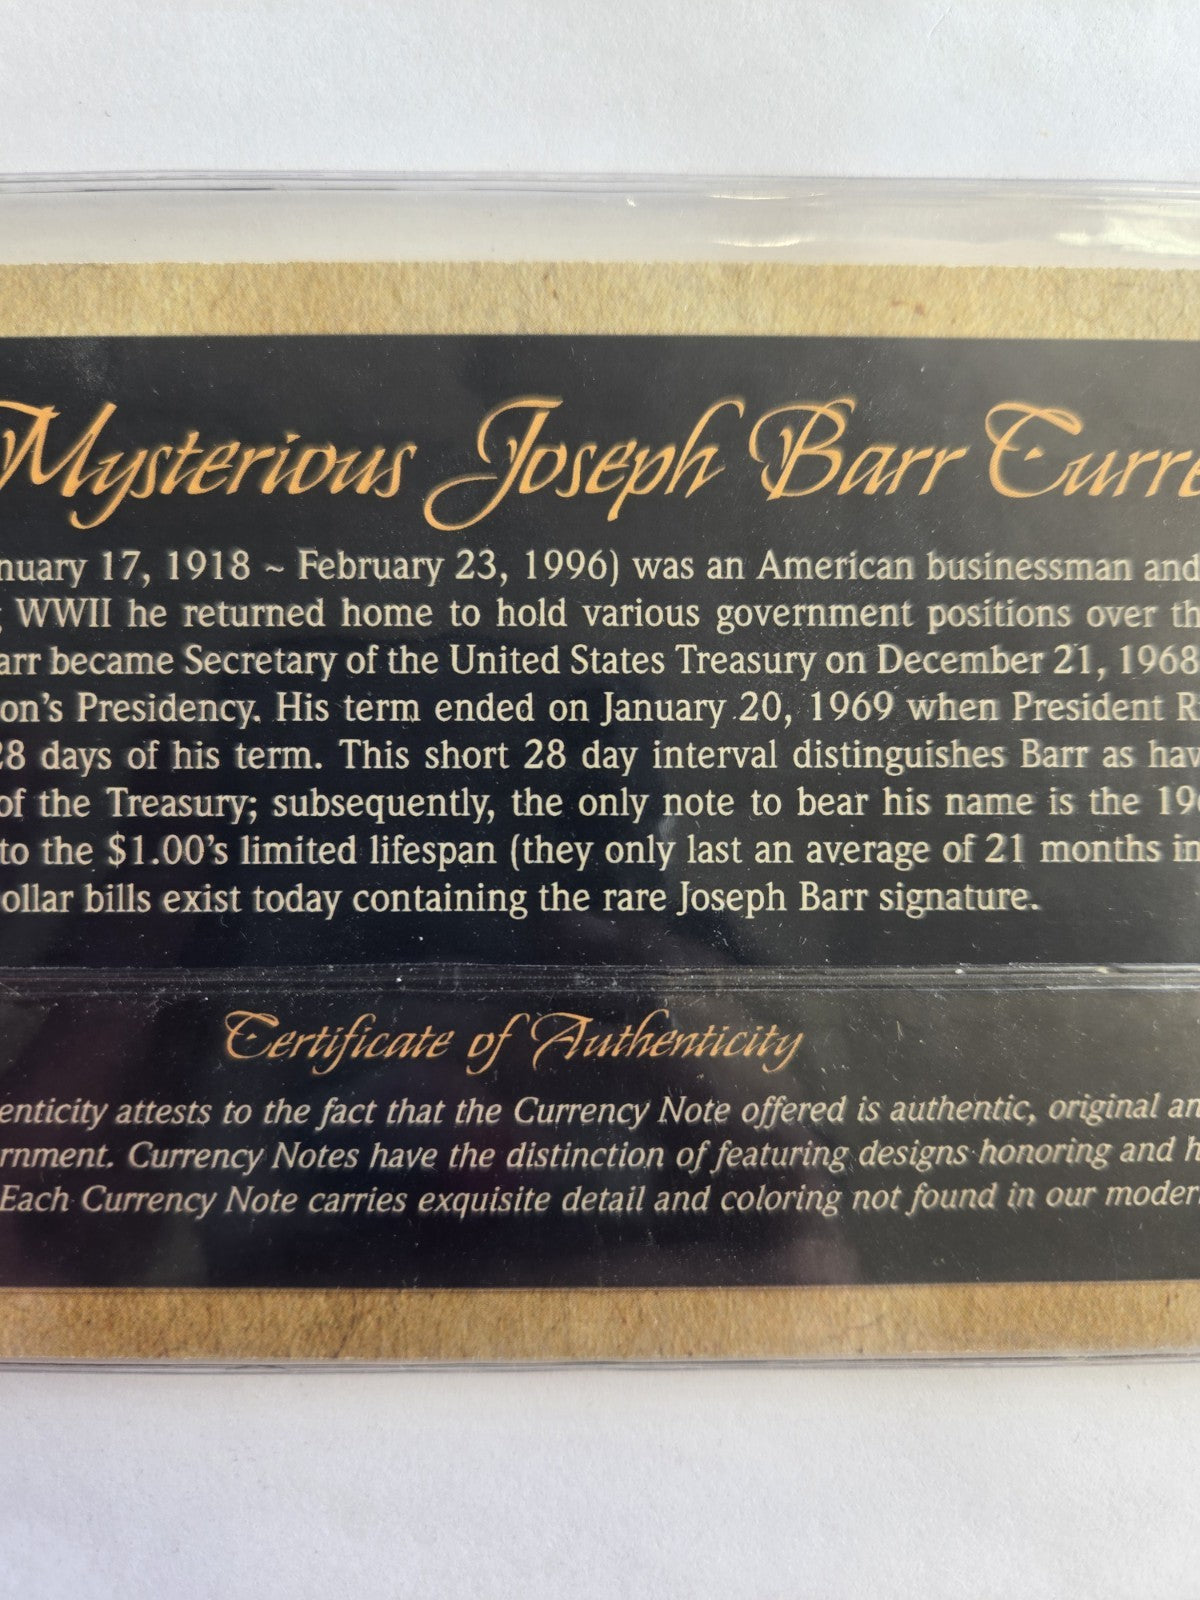 Mysterious Joseph Barr Curre
nuary 17, 1918 ~ February 23, 1996) was an American businessman and
WWII he returned home to hold various government positions over th
arr became Secretary of the United States Treasury on December 21, 1968
on's Presidency. His term ended on January 20, 1969 when President R
28 days of his term. This short 28 day interval distinguishes Barr as hav
of the Treasury; subsequently, the only note to bear his name is the 19
to the $1.00's limited lifespan (they only last an average of 21 months in
ollar bills exist today containing the rare Joseph Barr signature.
Certificate of Authenticity
enticity attests to the fact that the Currency Note offered is authentic, original an
rnment. Currency Notes have the distinction of featuring designs honoring and h
Each Currency Note carries exquisite detail and coloring not found in our moder